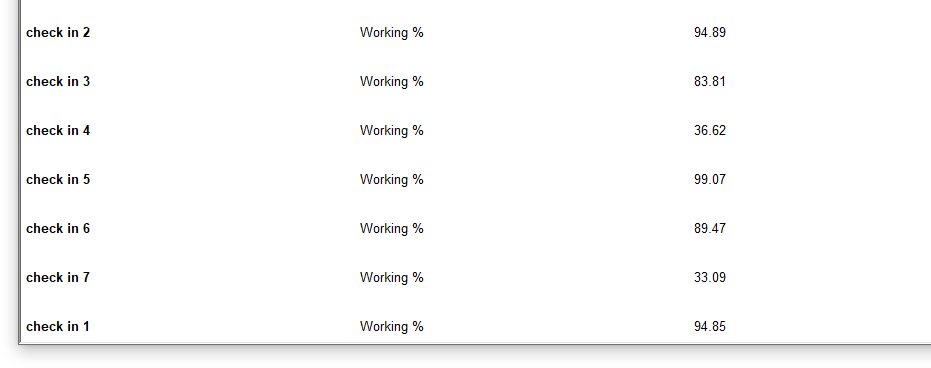 check in 2 Working % 94.89
check in 3 Working % 83.81
check in 4 Working % 36.62
check in 5 Working % 99.07
check in 6 Working % 89.47
check in 7 Working % 33.09
check in 1 Working % 94.85